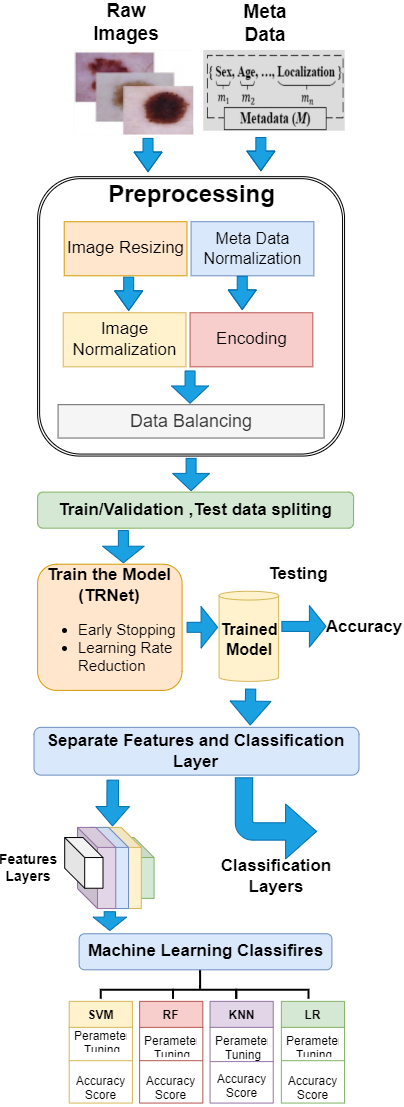 Raw
Images
Meta
Data
{ Sex, Age, …, Localization }
m1 m2 mn
Metadata (M)
Preprocessing
Image Resizing
Meta Data
Normalization
Image
Normalization
Encoding
Data Balancing
Train/Validation ,Test data spliting
Train the Model
(TRNet)
• Early Stopping
• Learning Rate
Reduction
Testing
Trained
Model
Accuracy
Separate Features and Classification
Layer
Features
Layers
Classification
Layers
Machine Learning Classifires
SVM RF KNN LR
Peramete Peramete Peramete Peramete
Tuning Tuning Tuning Tuning
Accuracy Accuracy Accuracy Accuracy
Score Score Score Score